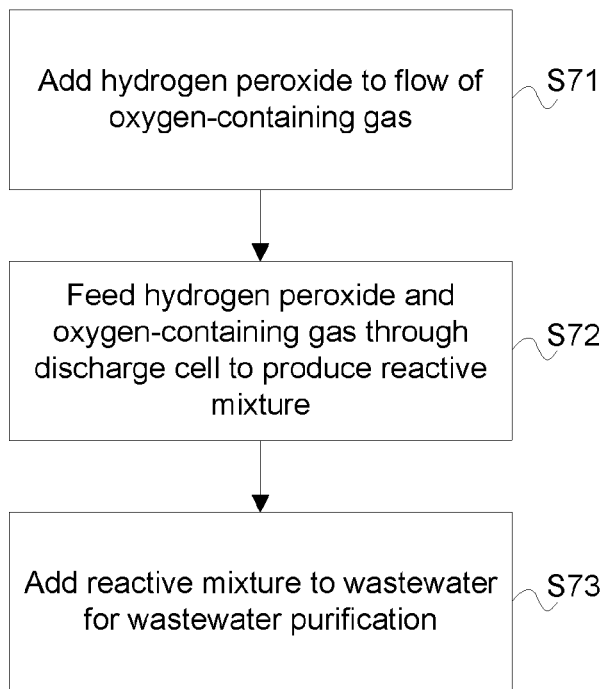 Add hydrogen peroxide to flow of
oxygen-containing gas
S71
Feed hydrogen peroxide and
oxygen-containing gas through
discharge cell to produce reactive
mixture
S72
Add reactive mixture to wastewater
for wastewater purification
S73